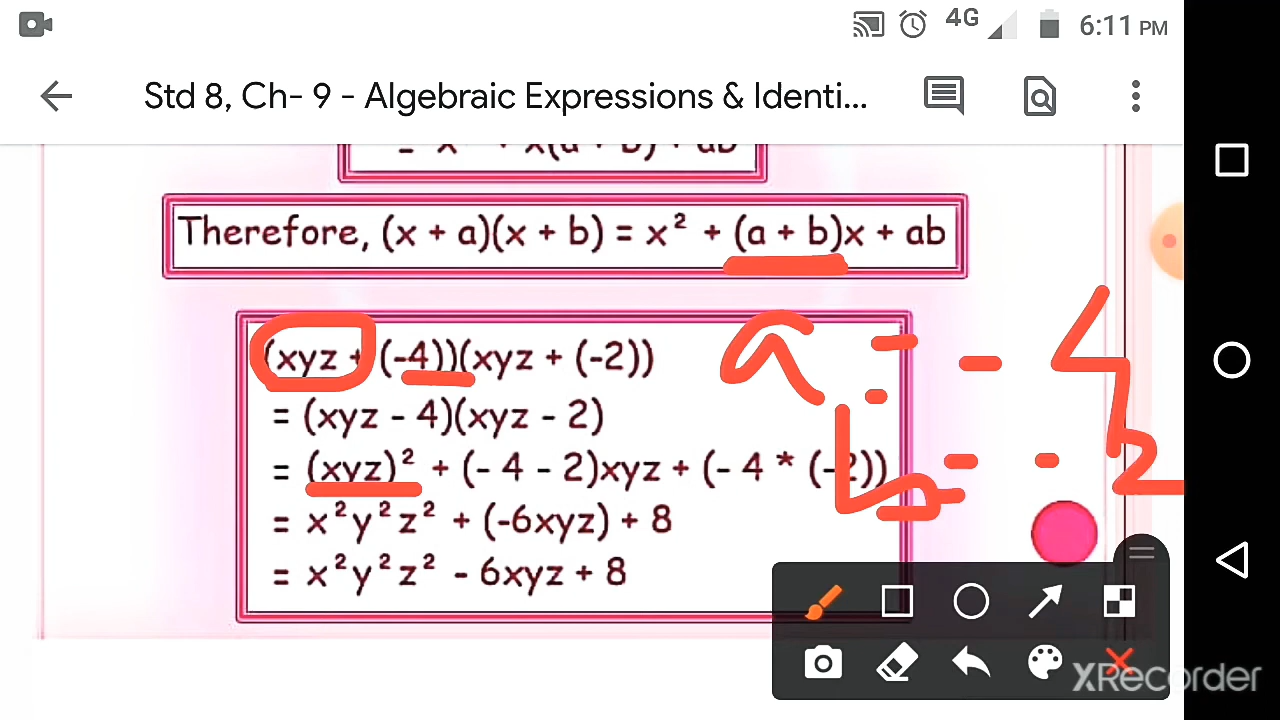 4G 6:11 PM
Std 8, Ch- 9 - Algebraic Expressions & Identi...
= x² + x(a + b) + ab
Therefore, (x + a)(x + b) = x² + (a + b)x + ab
(xyz + (-4))(xyz + (-2))
= (xyz - 4)(xyz - 2)
= (xyz)² + (- 4 - 2)xyz + (- 4 * (-2))
= x²y²z² + (-6xyz) + 8
= x²y²z² - 6xyz + 8
a = - 4
b = - 2
XRecorder